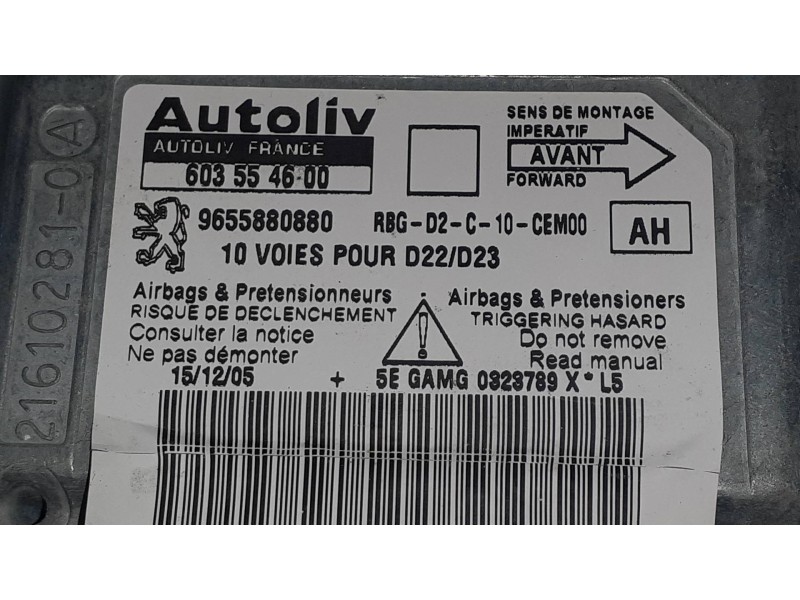 Autoliv
AUTOLIV FRANCE
603 55 46 00
SENS DE MONTAGE
IMPERATIF
AVANT
FORWARD
9655880880 RBG-D2-C-10-CEM00
AH
10 VOIES POUR D22/D23
Airbags & Pretensionneurs
RISQUE DE DECLENCHEMENT
Consulter la notice
Ne pas démonter
!
Airbags & Pretensioners
TRIGGERING HASARD
Do not remove
Read manual
15/12/05 + 5E GAMG 0323789 X * L5
21610281-0 A